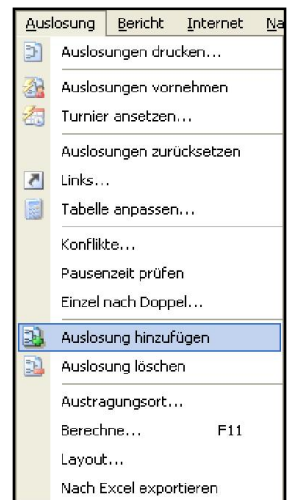 Auslosung Bericht Internet Na
Auslosungen drucken...
Auslosungen vornehmen
Turnier ansetzen...
Auslosungen zurücksetzen
Links...
Tabelle anpassen...
Konflikte...
Pausenzeit prüfen
Einzel nach Doppel...
Auslosung hinzufügen
Auslosung löschen
Austragungsort...
Berechne... F11
Layout...
Nach Excel exportieren